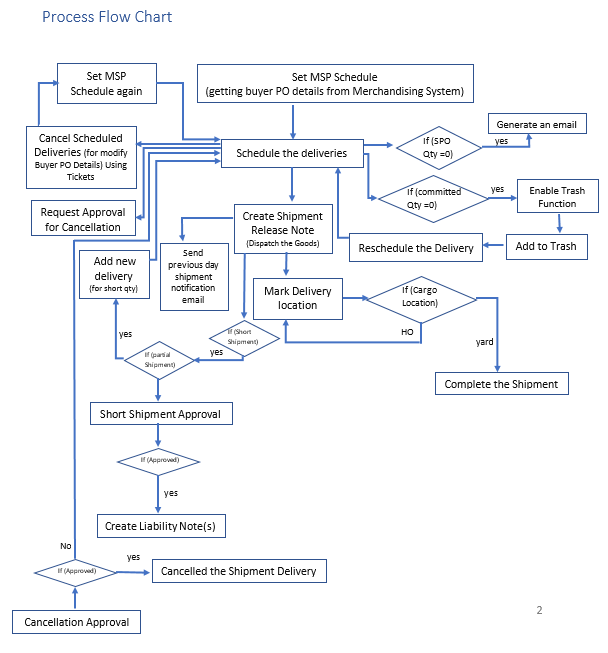 Process Flow Chart
Set MSP
Schedule again
Set MSP Schedule
(getting buyer PO details from Merchandising System)
Generate an email
Cancel Scheduled
Deliveries (for modify
Buyer PO Details) Using
Tickets
Schedule the deliveries
If (SPO
Qty =0)
yes
If (committed
Qty =0)
yes
Enable Trash
Function
Request Approval
for Cancellation
Create Shipment
Release Note
(Dispatch the Goods)
Reschedule the Delivery
Add to Trash
Add new
delivery
(for short qty)
Send
previous day
shipment
notification
email
Mark Delivery
location
If (Cargo
Location)
HO
yard
yes
If (Short
Shipment)
yes
If (partial
Shipment)
Complete the Shipment
Short Shipment Approval
If (Approved)
yes
Create Liability Note(s)
No
If (Approved)
yes
Cancelled the Shipment Delivery
Cancellation Approval
2